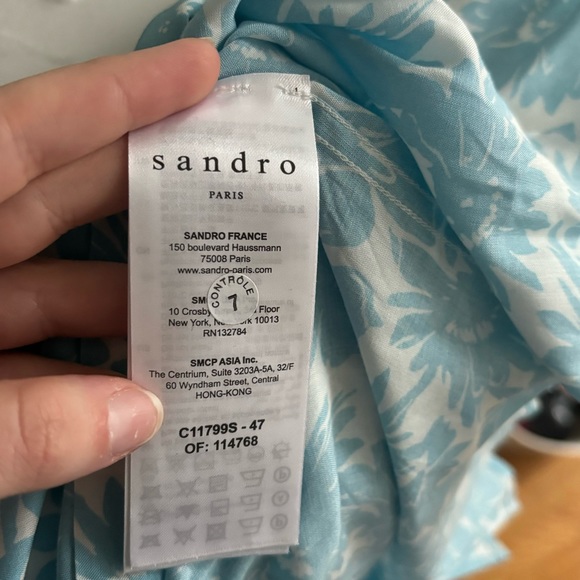 sandro
PARIS
SANDRO FRANCE
150 boulevard Haussmann
75008 Paris
www.sandro-paris.com
CONTRÔLE
7
10 Crosby Floor
New York, 10013
RN132784
SMCP ASIA Inc.
The Centrium, Suite 3203A-5A, 32/F
60 Wyndham Street, Central
HONG-KONG
C11799S - 47
OF: 114768